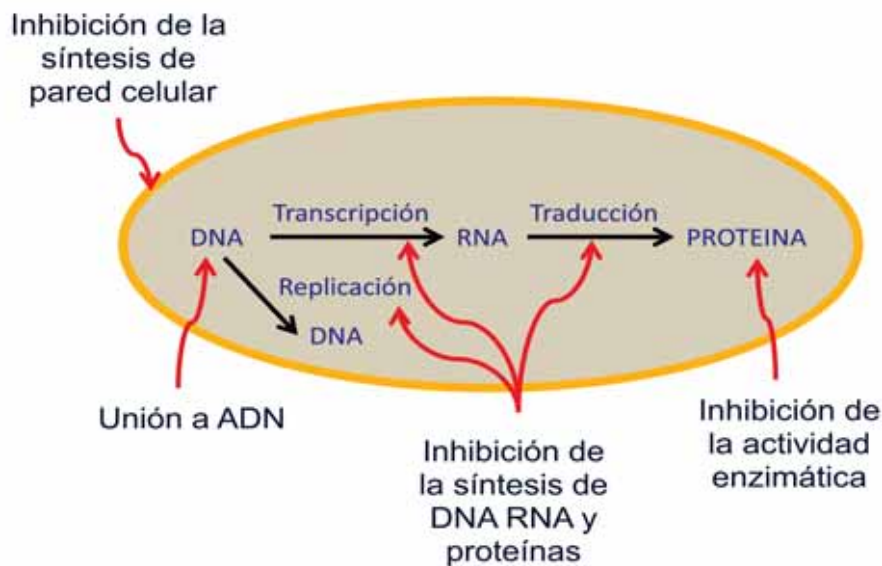 Inhibición de la
síntesis de
pared celular
Transcripción
Traducción
DNA
RNA
PROTEINA
Replicación
DNA
Unión a ADN
Inhibición de
la síntesis de
DNA RNA y
proteínas
Inhibición de
la actividad
enzimática